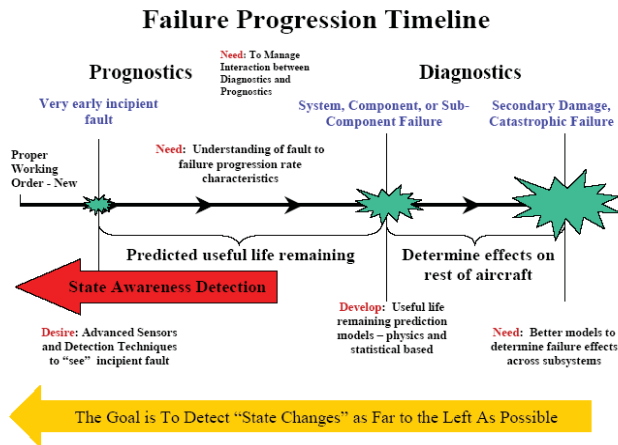 Failure Progression Timeline
Prognostics
Need: To Manage
Interaction between
Diagnostics and
Prognostics
Diagnostics
Very early incipient
fault
System, Component, or Sub-
Component Failure
Secondary Damage,
Catastrophic Failure
Proper
Working
Order - New
Need: Understanding of fault to
failure progression rate
characteristics
Predicted useful life remaining
Determine effects on
rest of aircraft
State Awareness Detection
Desire: Advanced Sensors
and Detection Techniques
to “see” incipient fault
Develop: Useful life
remaining prediction
models – physics and
statistical based
Need: Better models to
determine failure effects
across subsystems
The Goal is To Detect “State Changes” as Far to the Left As Possible